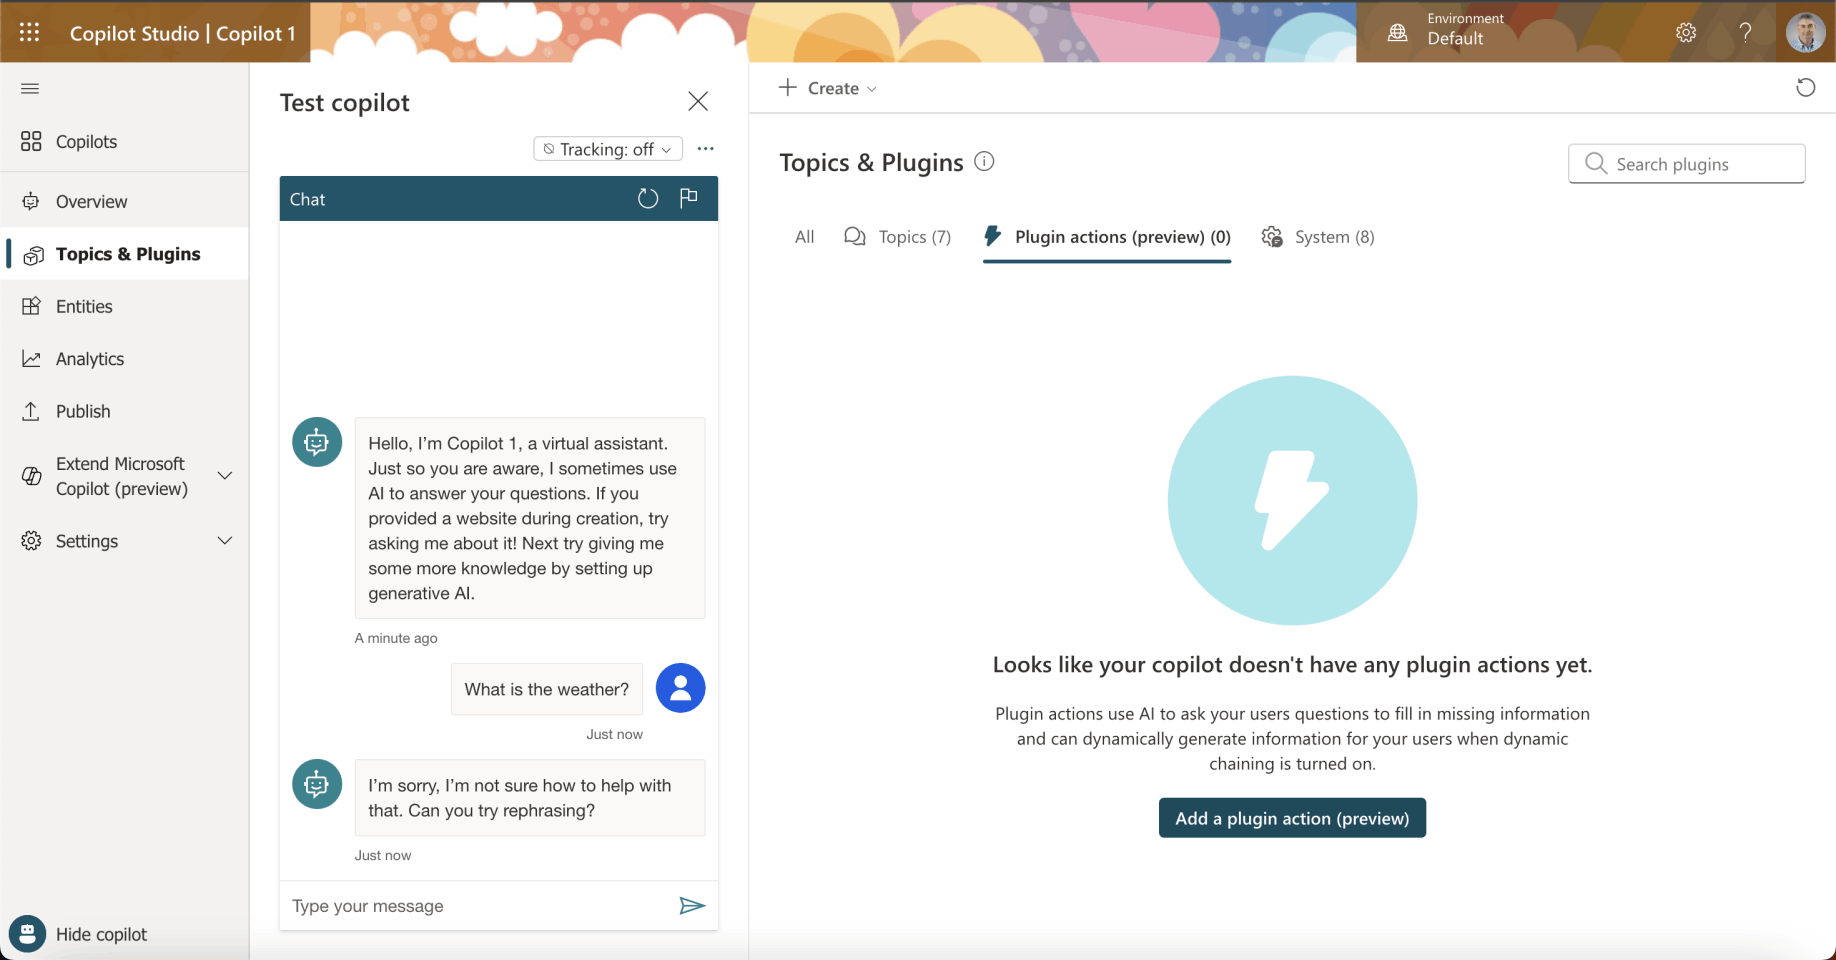 Copilot Studio | Copilot 1
Environment
Default
Copilots
Overview
Topics & Plugins
Entities
Analytics
Publish
Extend Microsoft
Copilot (preview)
Settings
Hide copilot
Test copilot
Tracking: off
Chat
Hello, I’m Copilot 1, a virtual assistant.
Just so you are aware, I sometimes use
AI to answer your questions. If you
provided a website during creation, try
asking me about it! Next try giving me
some more knowledge by setting up
generative AI.
A minute ago
What is the weather?
Just now
I’m sorry, I’m not sure how to help with
that. Can you try rephrasing?
Just now
Type your message
Create
Topics & Plugins
Search plugins
All
Topics (7)
Plugin actions (preview) (0)
System (8)
Looks like your copilot doesn't have any plugin actions yet.
Plugin actions use AI to ask your users questions to fill in missing information
and can dynamically generate information for your users when dynamic
chaining is turned on.
Add a plugin action (preview)